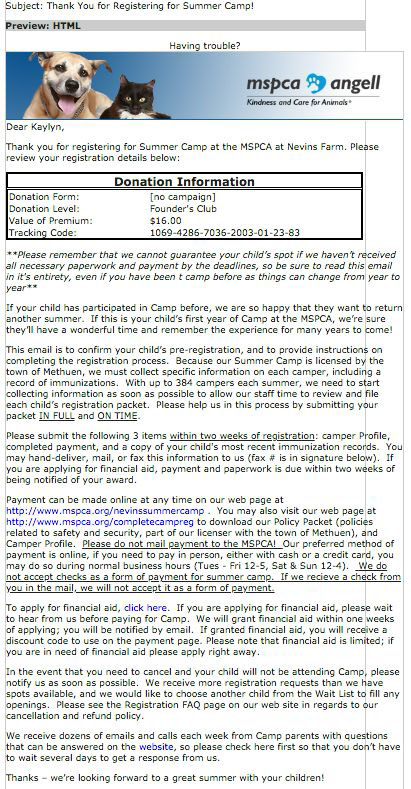 Subject: Thank You for Registering for Summer Camp!
Preview: HTML
Having trouble?
mspca angell
Kindness and Care for Animals®
Dear Kaylyn,
Thank you for registering for Summer Camp at the MSPCA at Nevins Farm. Please
review your registration details below:
Donation Information
Donation Form: [no campaign]
Donation Level: Founder's Club
Value of Premium: $16.00
Tracking Code: 1069-4286-7036-2003-01-23-83
**Please remember that we cannot guarantee your child's spot if we haven't received
all necessary paperwork and payment by the deadlines, so be sure to read this email
in it's entirety, even if you have been t camp before as things can change from year to
year**
If your child has participated in Camp before, we are so happy that they want to return
another summer. If this is your child's first year of Camp at the MSPCA, we're sure
they'll have a wonderful time and remember the experience for many years to come!
This email is to confirm your child's pre-registration, and to provide instructions on
completing the registration process. Because our Summer Camp is licensed by the
town of Methuen, we must collect specific information on each camper, including a
record of immunizations. With up to 384 campers each summer, we need to start
collecting information as soon as possible to allow our staff time to review and file
each child's registration packet. Please help us in this process by submitting your
packet IN FULL and ON TIME.
Please submit the following 3 items within two weeks of registration: camper Profile,
completed payment, and a copy of your child's most recent immunization records. You
may hand-deliver, mail, or fax this information to us (fax # is in signature below). If
you are applying for financial aid, payment and paperwork is due within two weeks of
being notified of your award.
Payment can be made online at any time on our web page at
http://www.mspca.org/nevinssummercamp . You may also visit our web page at
http://www.mspca.org/completecampreg to download our Policy Packet (policies
related to safety and security, part of our licenser with the town of Methuen), and
Camper Profile. Please do not mail payment to the MSPCA! Our preferred method of
payment is online, if you need to pay in person, either with cash or a credit card, you
may do so during normal business hours (Tues - Fri 12-5, Sat & Sun 12-4). We do
not accept checks as a form of payment for summer camp. If we recieve a check from
you in the mail, we will not accept it as a form of payment.
To apply for financial aid, click here. If you are applying for financial aid, please wait
to hear from us before paying for Camp. We will grant financial aid within one weeks
of applying; you will be notified by email. If granted financial aid, you will receive a
discount code to use on the payment page. Please note that financial aid is limited; if
you are in need of financial aid please apply right away.
In the event that you need to cancel and your child will not be attending Camp, please
notify us as soon as possible. We receive more registration requests than we have
spots available, and we would like to choose another child from the Wait List to fill any
openings. Please see the Registration FAQ page on our web site in regards to our
cancellation and refund policy.
We receive dozens of emails and calls each week from Camp parents with questions
that can be answered on the website, so please check here first so that you don't have
to wait several days to get a response from us.
Thanks – we're looking forward to a great summer with your children!